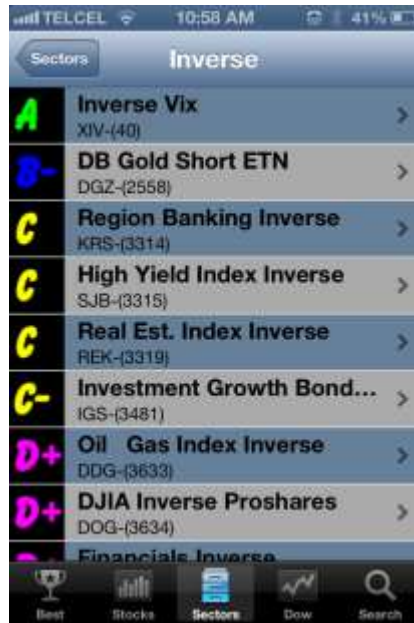 TELCEL 10:58 AM 41%
Sectors Inverse
A Inverse Vix
XIV-(40)
B- DB Gold Short ETN
DGZ-(2558)
C Region Banking Inverse
KRS-(3314)
C High Yield Index Inverse
SJB-(3315)
C Real Est. Index Inverse
REK-(3319)
C- Investment Growth Bond...
IGS-(3481)
D+ Oil Gas Index Inverse
DDG-(3633)
D+ DJIA Inverse Proshares
DOG-(3634)
D+ Financials Inverse
Best Stocks Sectors Dow Search